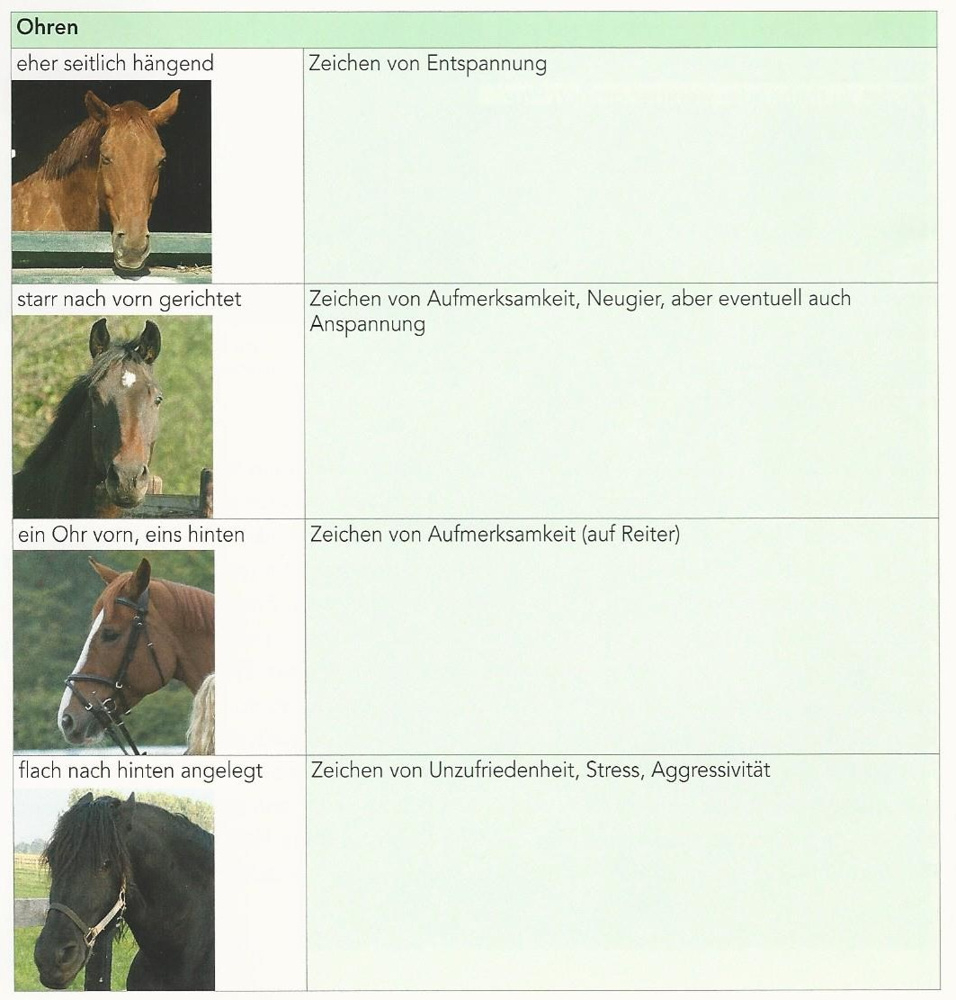 Ohren
eher seitlich hängend
Zeichen von Entspannung
starr nach vorn gerichtet
Zeichen von Aufmerksamkeit, Neugier, aber eventuell auch
Anspannung
ein Ohr vorn, eins hinten
Zeichen von Aufmerksamkeit (auf Reiter)
flach nach hinten angelegt
Zeichen von Unzufriedenheit, Stress, Aggressivität